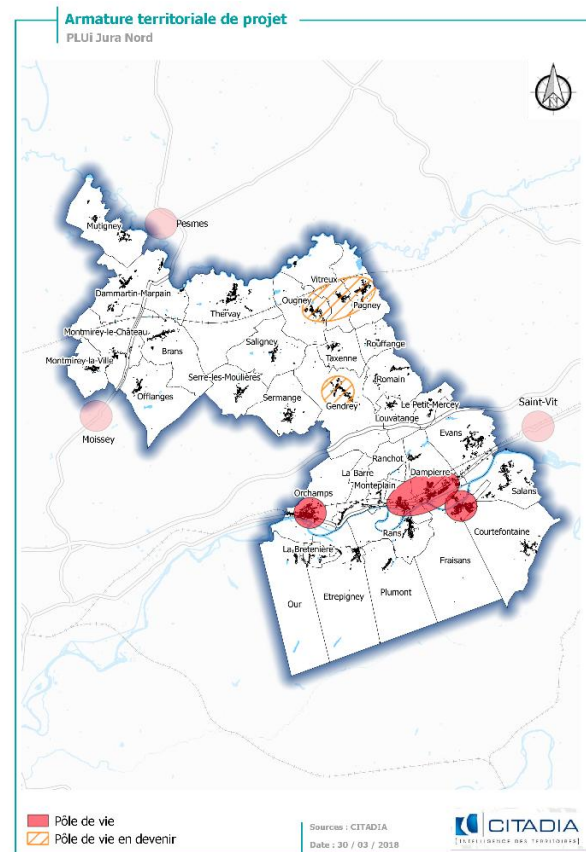 Armature territoriale de projet
PLUi Jura Nord
Mutigney
Pesmes
Dammartin-Marpain
Vitreux
Ougney
Pagney
Thervay
Montmirey-le-Château
Brans
Saligney
Taxenne
Rouffange
Montmirey-la-Ville
Romain
Offlanges
Serre-les-Moulières
Sermange
Gendrey
Le Petit-Mercey
Louvatange
Saint-Vit
Moissey
Evans
Ranchot
La Barre
Dampierre
Monteplain
Orchamps
Salans
Rans
Courtefontaine
La Bretenière
Fraisans
Etrepigney
Plumont
Our
Pôle de vie
Pôle de vie en devenir
Sources : CITADIA
Date : 30 / 03 / 2018
CITADIA
[INTELLIGENCE DES TERRITOIRES]